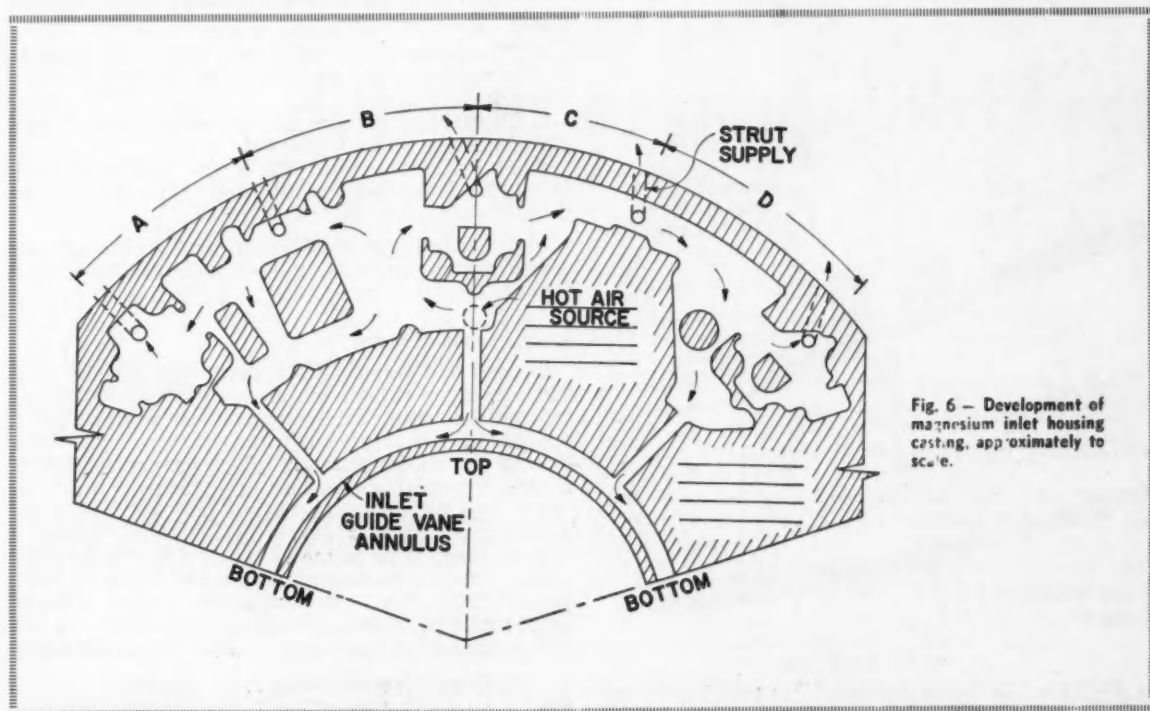 A
B
C
D
STRUT
SUPPLY
HOT AIR
SOURCE
TOP
INLET
GUIDE VANE
ANNULUS
BOTTOM
BOTTOM
Fig. 6 — Development of
magnesium inlet housing
casting, approximately to
scale.